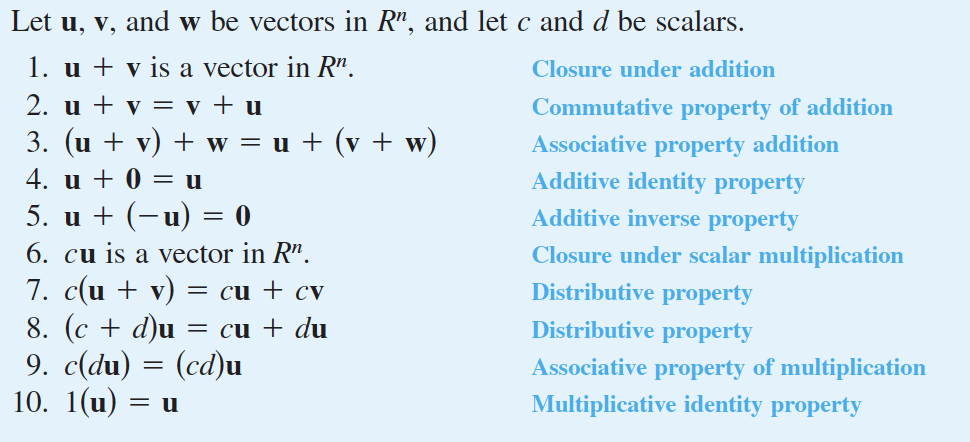 Let u, v, and w be vectors in Rⁿ, and let c and d be scalars.
1. u + v is a vector in Rⁿ. Closure under addition
2. u + v = v + u Commutative property of addition
3. (u + v) + w = u + (v + w) Associative property addition
4. u + 0 = u Additive identity property
5. u + (−u) = 0 Additive inverse property
6. cu is a vector in Rⁿ. Closure under scalar multiplication
7. c(u + v) = cu + cv Distributive property
8. (c + d)u = cu + du Distributive property
9. c(du) = (cd)u Associative property of multiplication
10. 1(u) = u Multiplicative identity property